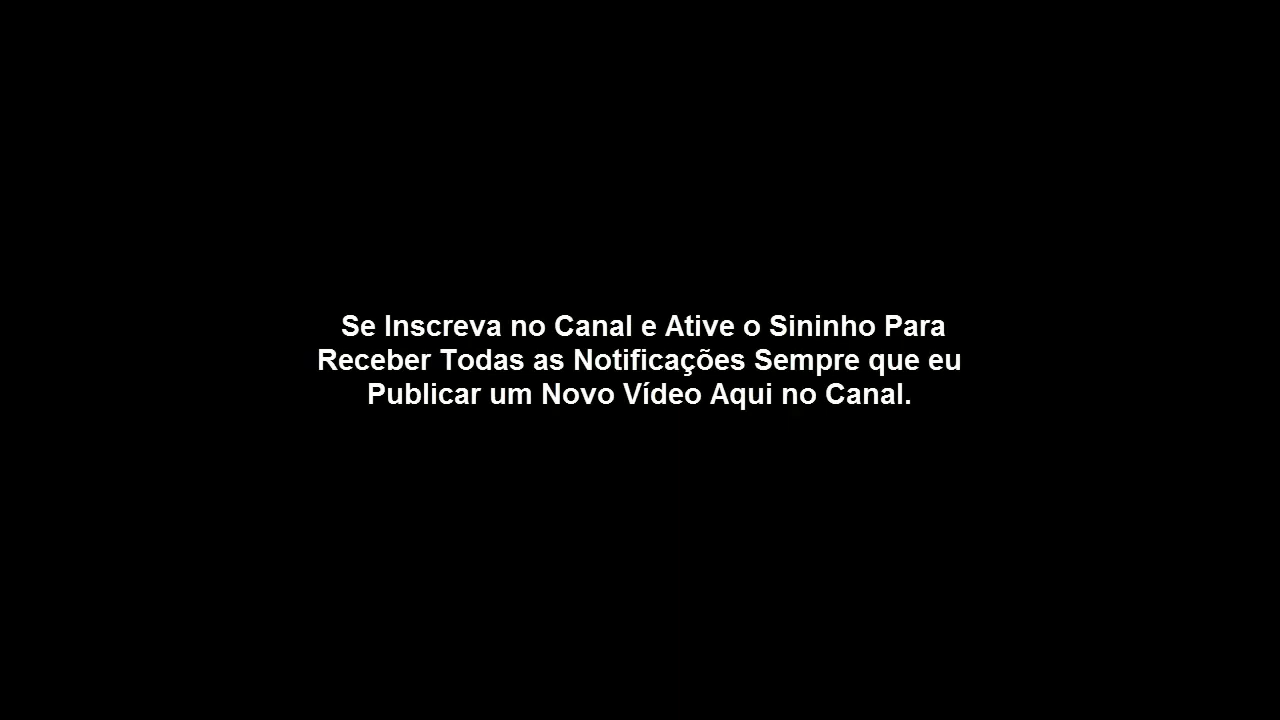 Se Inscreva no Canal e Ative o Sininho Para
Receber Todas as Notificações Sempre que eu
Publicar um Novo Vídeo Aqui no Canal.